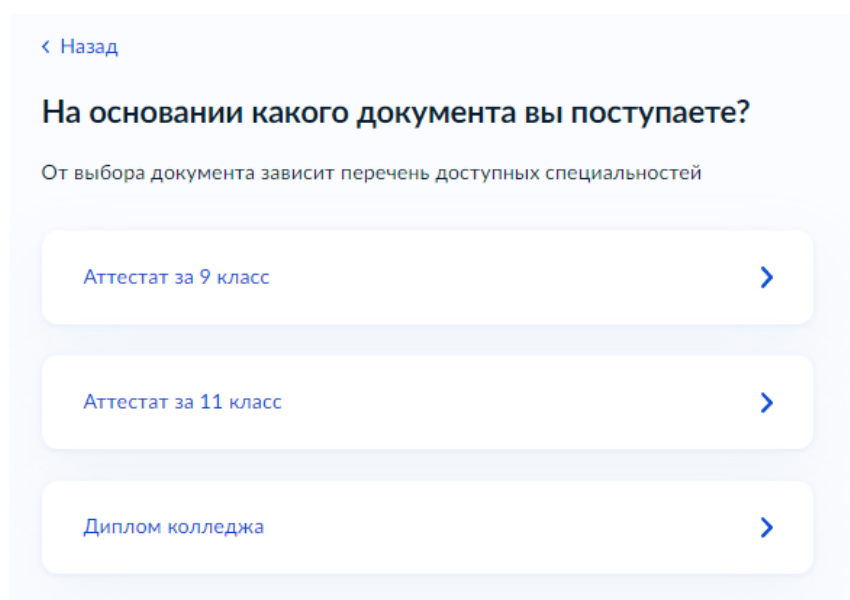 Назад
На основании какого документа вы поступаете?
От выбора документа зависит перечень доступных специальностей
Аттестат за 9 класс
Аттестат за 11 класс
Диплом колледжа